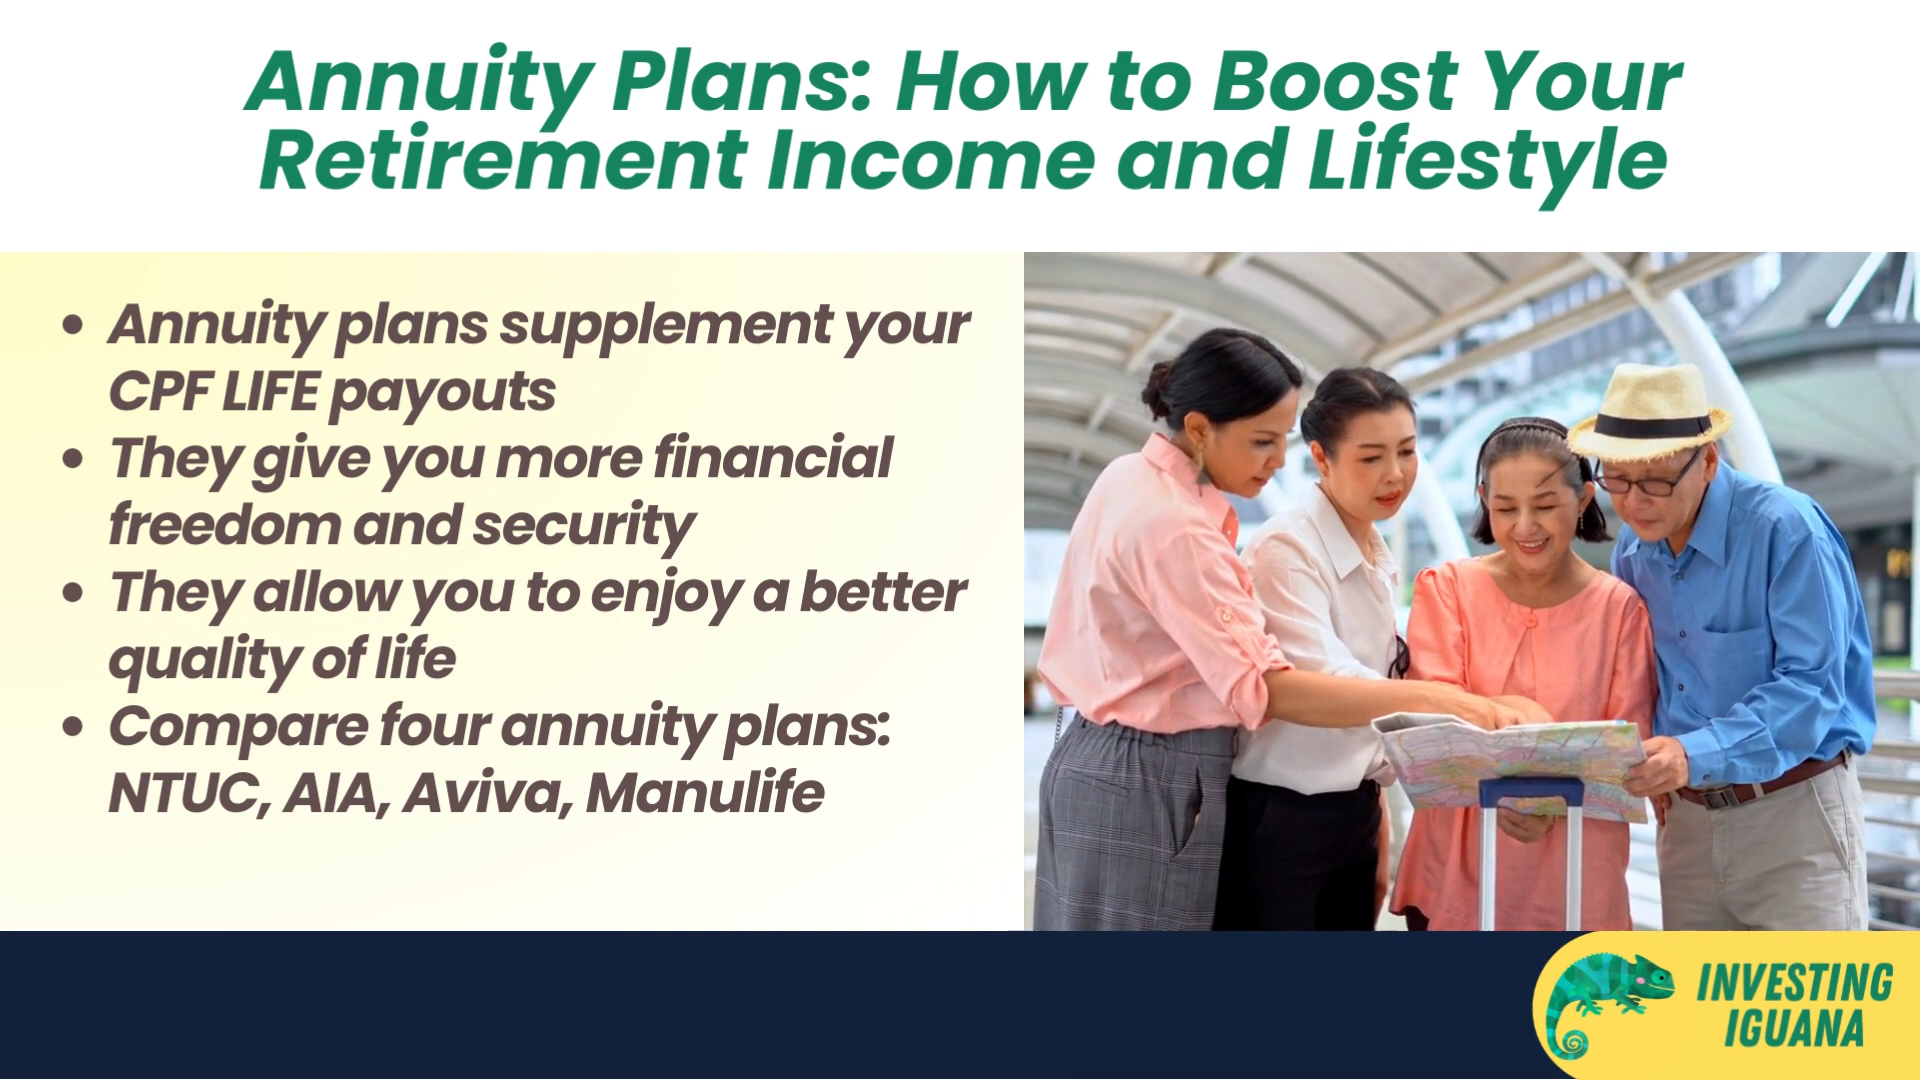 Annuity Plans: How to Boost Your
Retirement Income and Lifestyle
• Annuity plans supplement your
CPF LIFE payouts
• They give you more financial
freedom and security
• They allow you to enjoy a better
quality of life
• Compare four annuity plans:
NTUC, AIA, Aviva, Manulife
INVESTING
IGUANA